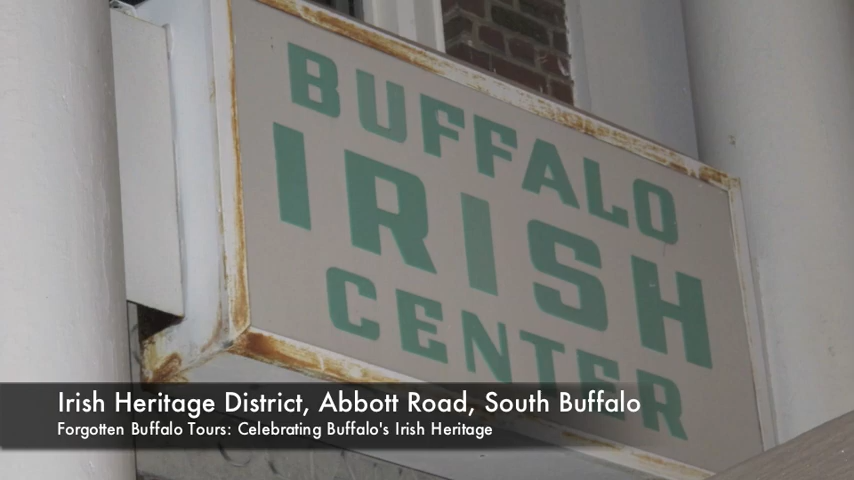 BUFFALO
IRISH
CENTER
Irish Heritage District, Abbott Road, South Buffalo
Forgotten Buffalo Tours: Celebrating Buffalo's Irish Heritage